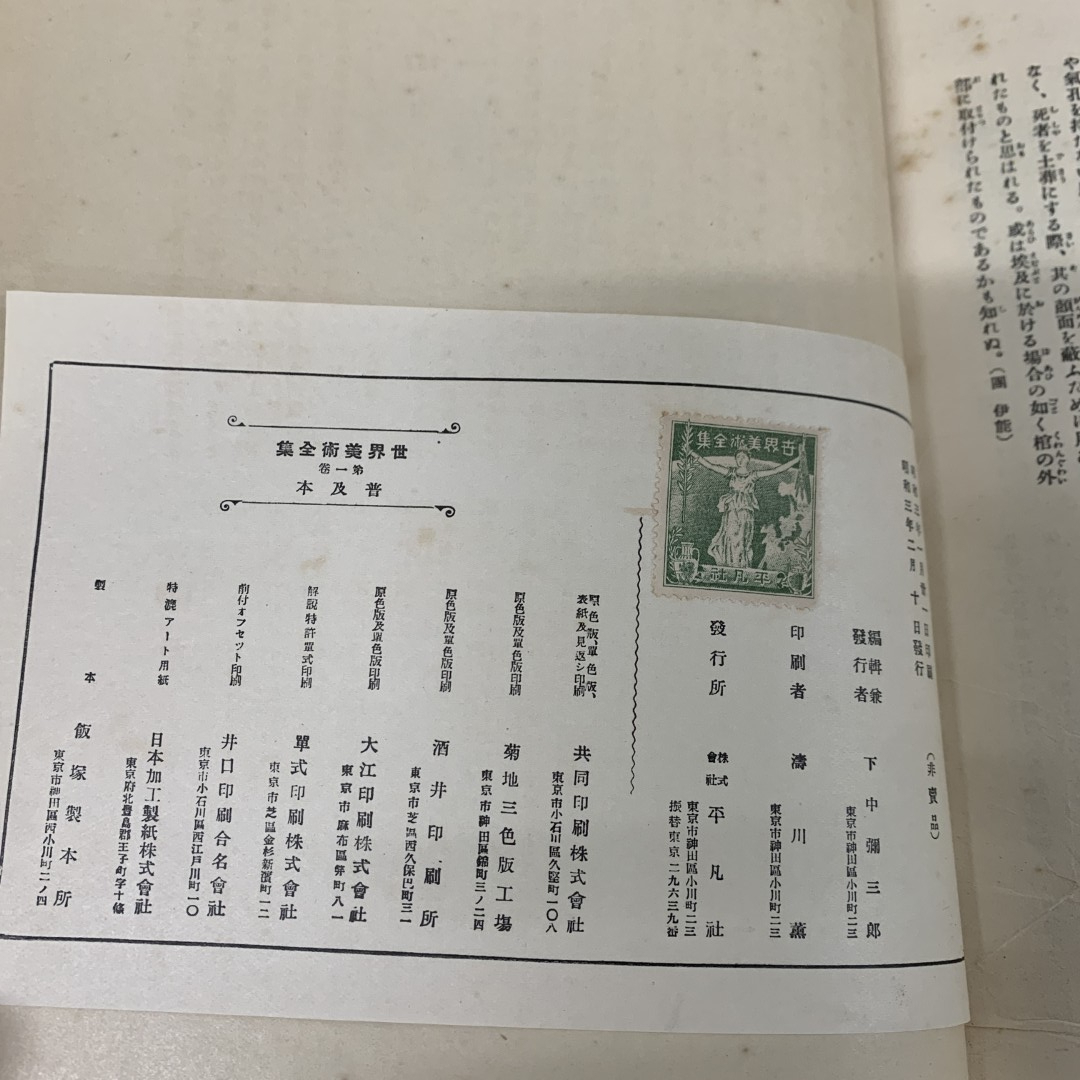 なく、死者を土葬にする際、其の顔面を蔽ふために
れたものと思はれる。或は埃及に於ける場合の如く棺の外
部に取付けられたものであるかも知れぬ。(團 伊能)
昭和三年二月十日發行
(非賣品)
編輯兼
發行者
下中彌三郎
東京市神田區小川町二三
印刷者
濤川薫
東京市神田區小川町二三
發行所
株式會社
平凡社
東京市神田區小川町二三
振替東京二九六三九番
世界美術全集
平凡社
原色版、單色版、
表紙及見返シ印刷
共同印刷株式會社
東京市小石川區久堅町一〇八
原色版及單色版印刷
菊地三色版工場
東京市神田區錦町三ノ二四
原色版及單色版印刷
酒井印刷所
東京市芝區西久保巴町三一
原色版及單色版印刷
大江印刷株式會社
東京市麻布區笄町八一
解説特許單式印刷
單式印刷株式會社
東京市芝區金杉新濱町一二
前付オフセツト印刷
井口印刷合名會社
東京市小石川區西江戸川町一〇
特漉アート用紙
日本加工製紙株式會社
東京府北豊島郡王子町字十條
製本
飯塚製本所
東京市神田區西小川町二ノ四
世界美術全集
第一卷
普及本